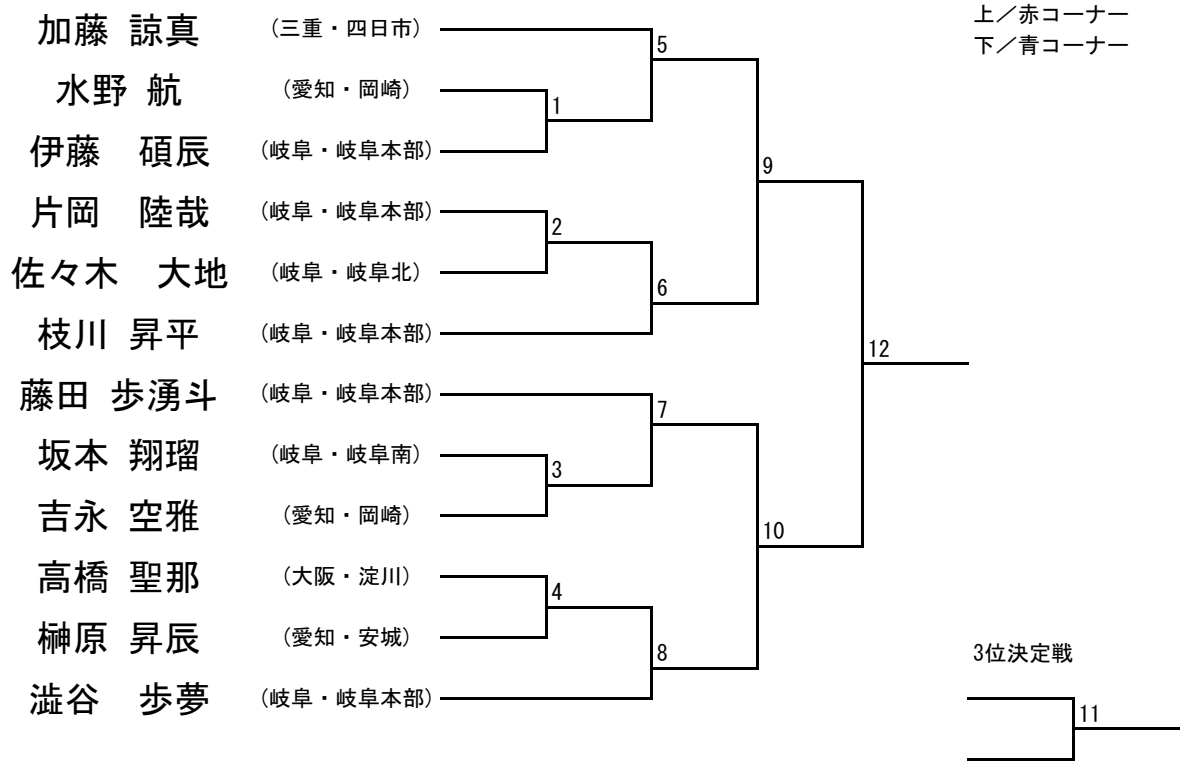 上／赤コーナー
下／青コーナー
加藤 諒真 （三重・四日市）
5
水野 航 （愛知・岡崎）
1
伊藤　碩辰 （岐阜・岐阜本部）
9
片岡　陸哉 （岐阜・岐阜本部）
2
佐々木　大地 （岐阜・岐阜北）
6
枝川 昇平 （岐阜・岐阜本部）
12
藤田 歩湧斗 （岐阜・岐阜本部）
7
坂本 翔瑠 （岐阜・岐阜南）
3
吉永 空雅 （愛知・岡崎）
10
高橋 聖那 （大阪・淀川）
4
榊原 昇辰 （愛知・安城）
8
3位決定戦
澁谷　歩夢 （岐阜・岐阜本部）
11